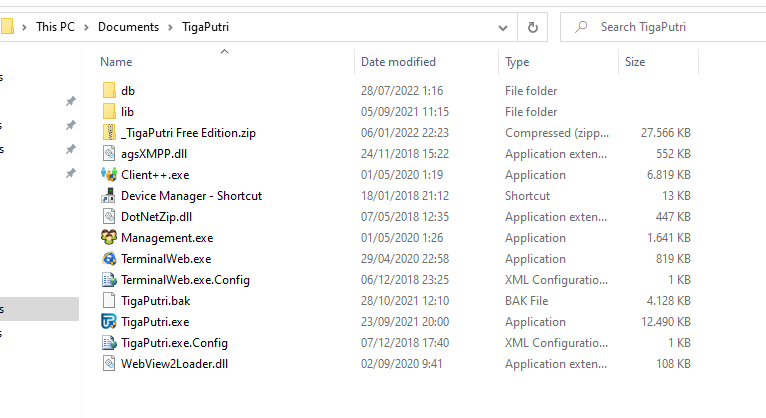 This PC > Documents > TigaPutri Search TigaPutri
Name Date modified Type Size
db 28/07/2022 1:16 File folder
lib 05/09/2021 11:15 File folder
_TigaPutri Free Edition.zip 06/01/2022 22:23 Compressed (zipp... 27.566 KB
agsXMPP.dll 24/11/2018 15:22 Application exten... 552 KB
Client++.exe 01/05/2020 1:19 Application 6.819 KB
Device Manager - Shortcut 18/01/2018 21:12 Shortcut 13 KB
DotNetZip.dll 07/05/2018 12:35 Application exten... 447 KB
Management.exe 01/05/2020 1:26 Application 1.641 KB
TerminalWeb.exe 29/04/2020 22:58 Application 819 KB
TerminalWeb.exe.Config 06/12/2018 23:25 XML Configuratio... 1 KB
TigaPutri.bak 28/10/2021 12:10 BAK File 4.128 KB
TigaPutri.exe 23/09/2021 20:00 Application 12.490 KB
TigaPutri.exe.Config 07/12/2018 17:40 XML Configuratio... 1 KB
WebView2Loader.dll 02/09/2020 9:41 Application exten... 108 KB